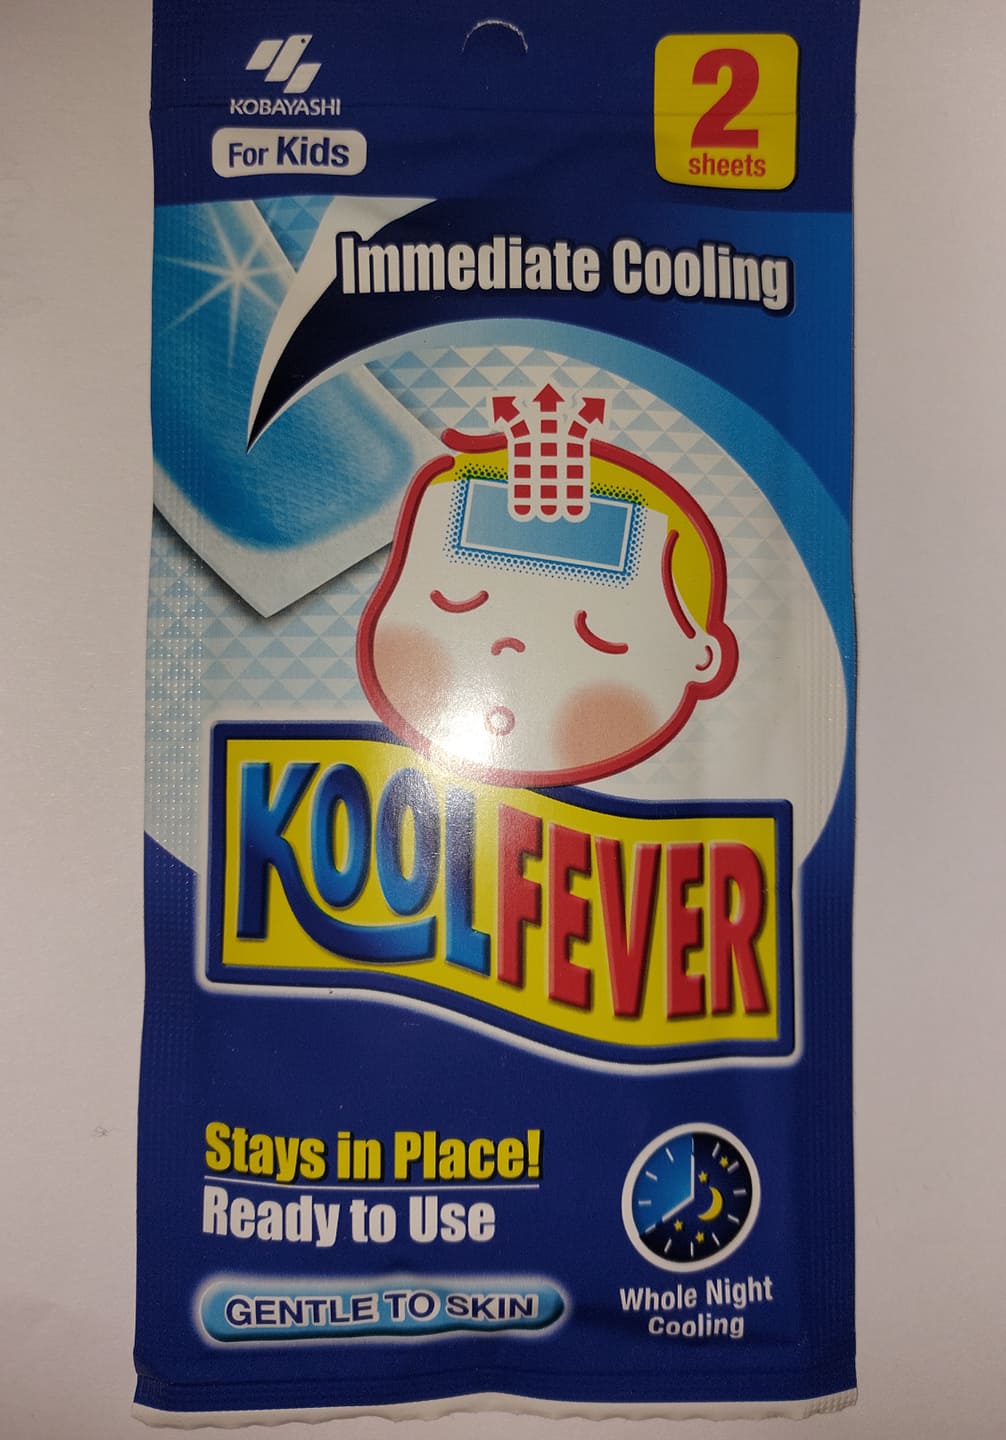 KOBAYASHI
For Kids
2
sheets
Immediate Cooling
KOOLFEVER
Stays in Place!
Ready to Use
GENTLE TO SKIN
Whole Night
Cooling